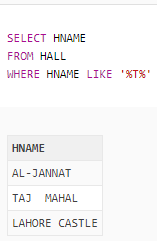 SELECT HNAME
FROM HALL
WHERE HNAME LIKE '%T%'
HNAME
AL-JANNAT
TAJ  MAHAL
LAHORE CASTLE